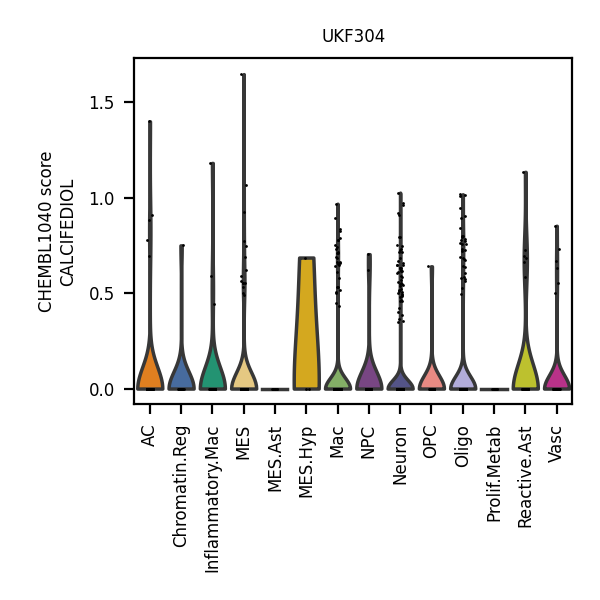 UKF304
CHEMBL1040 score
CALCIFEDIOL
1.5
1.0
0.5
0.0
AC
Chromatin.Reg
Inflammatory.Mac
MES
MES.Ast
MES.Hyp
Mac
NPC
Neuron
OPC
Oligo
Prolif.Metab
Reactive.Ast
Vasc